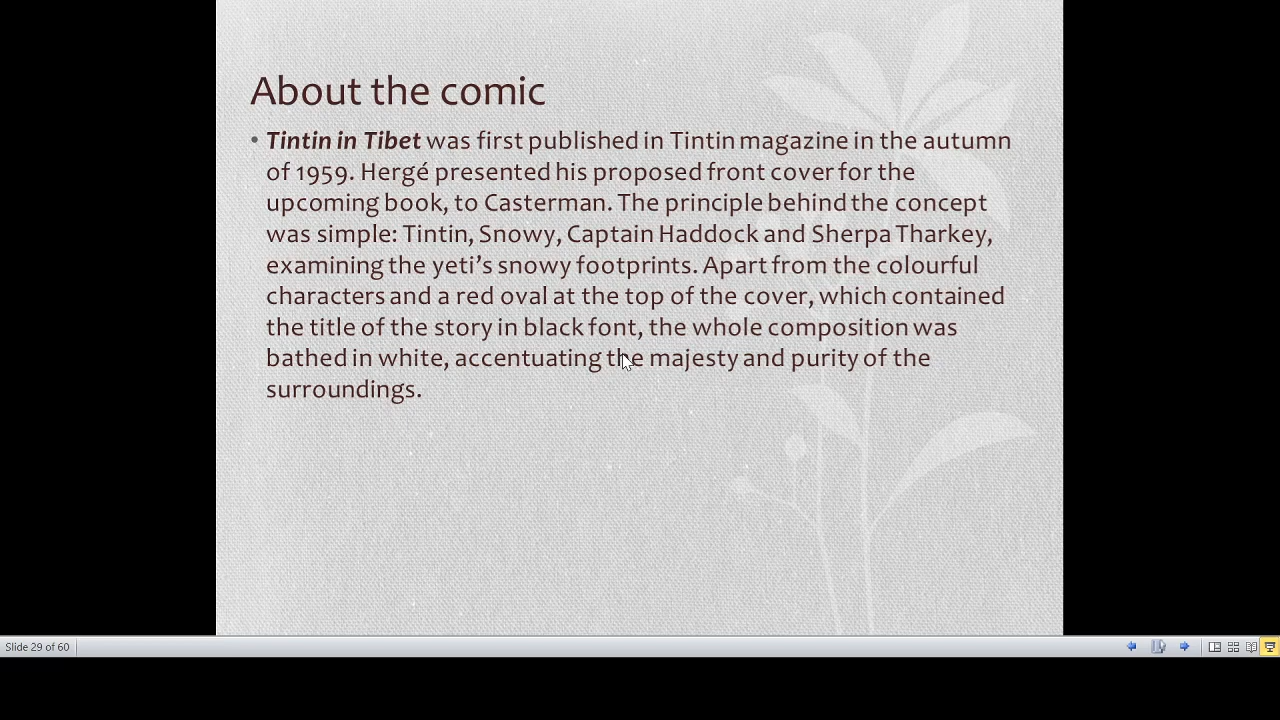 About the comic
• Tintin in Tibet was first published in Tintin magazine in the autumn
of 1959. Hergé presented his proposed front cover for the
upcoming book, to Casterman. The principle behind the concept
was simple: Tintin, Snowy, Captain Haddock and Sherpa Tharkey,
examining the yeti’s snowy footprints. Apart from the colourful
characters and a red oval at the top of the cover, which contained
the title of the story in black font, the whole composition was
bathed in white, accentuating the majesty and purity of the
surroundings.
Slide 29 of 60